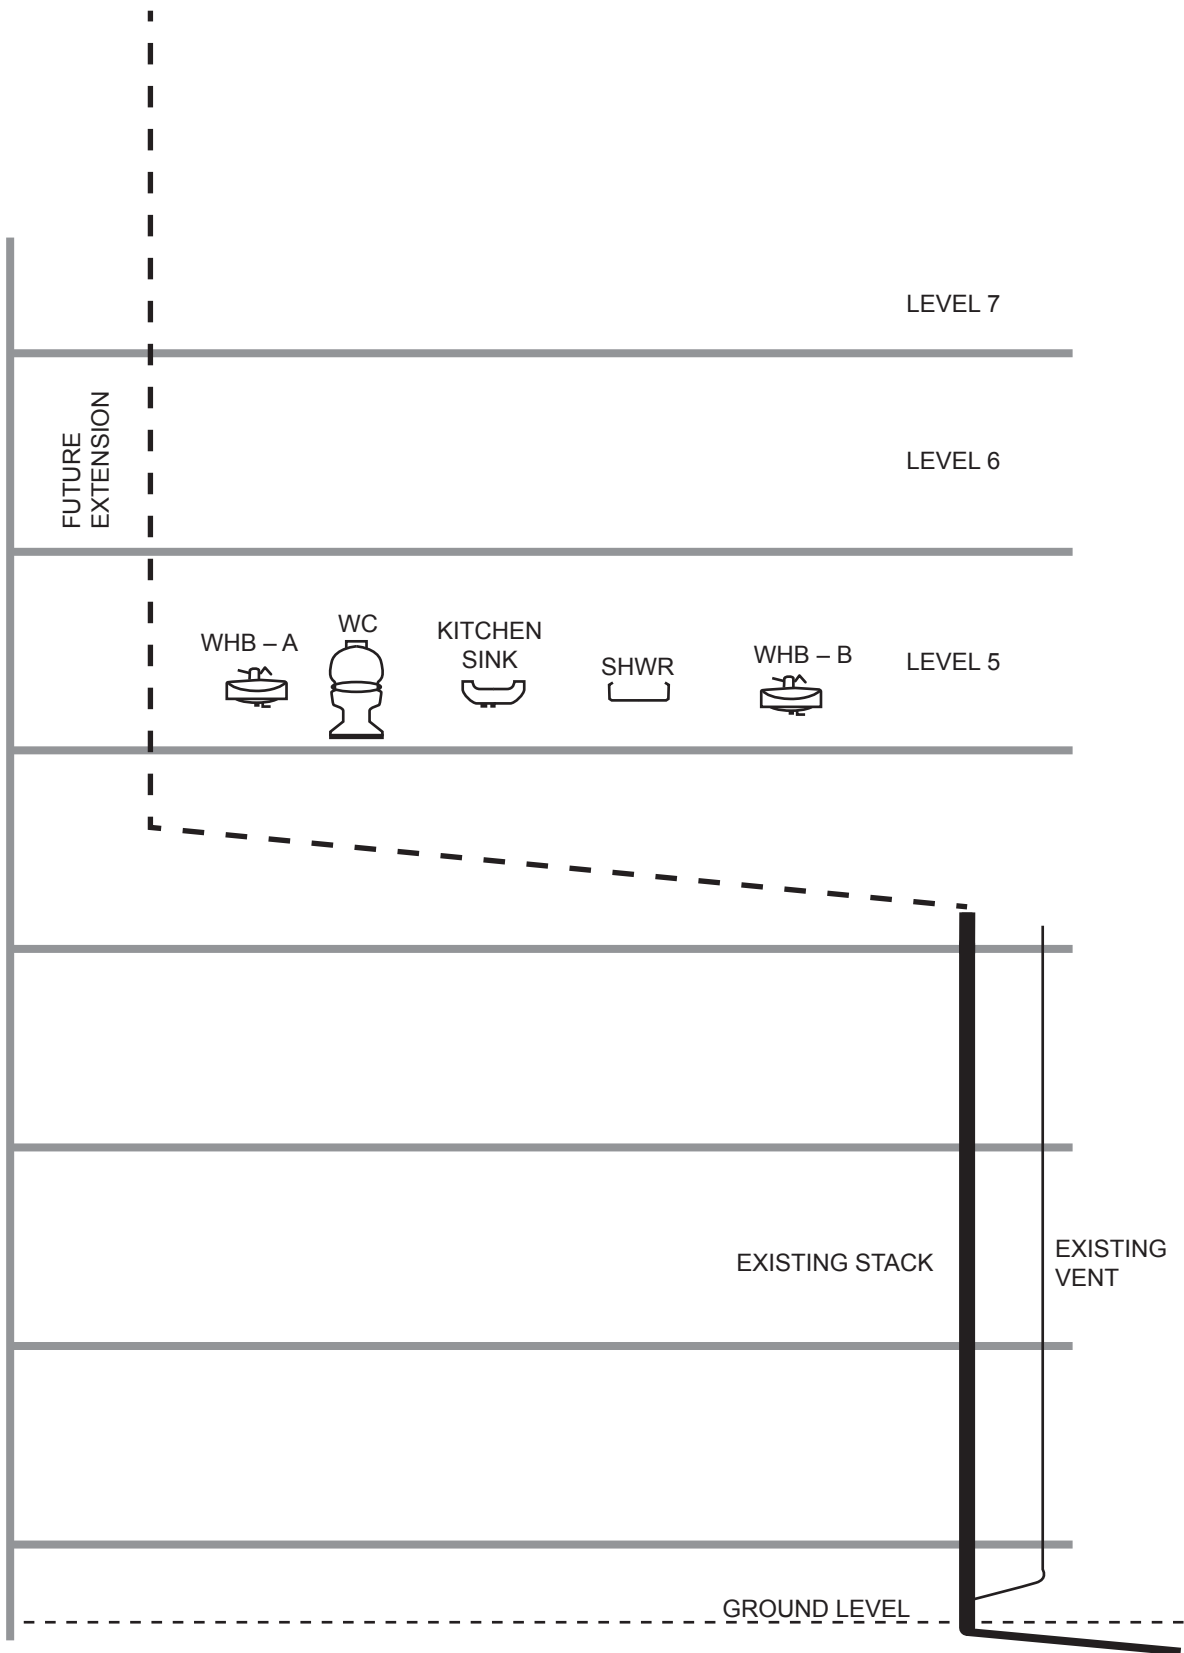 LEVEL 7
FUTURE
EXTENSION
LEVEL 6
WHB – A
WC
KITCHEN
SINK
SHWR
WHB – B
LEVEL 5
EXISTING STACK
EXISTING
VENT
GROUND LEVEL